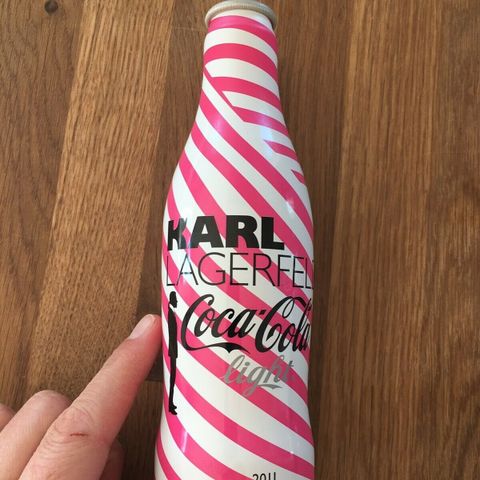 KARL
LAGERFEL
Coca-Cola
light
2011